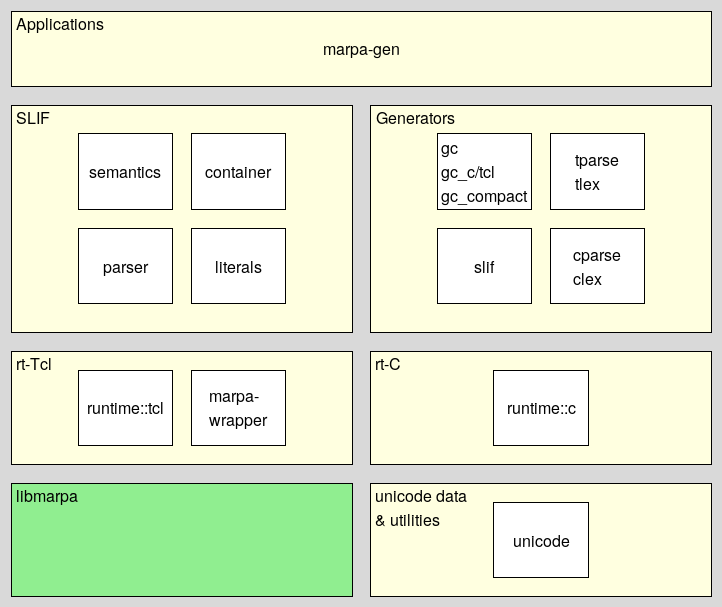 Applications
marpa-gen
SLIF
semantics
container
parser
literals
Generators
gc
gc_c/tcl
gc_compact
tparse
tlex
slif
cparse
clex
rt-Tcl
runtime::tcl
marpa-
wrapper
rt-C
runtime::c
libmarpa
unicode data
& utilities
unicode